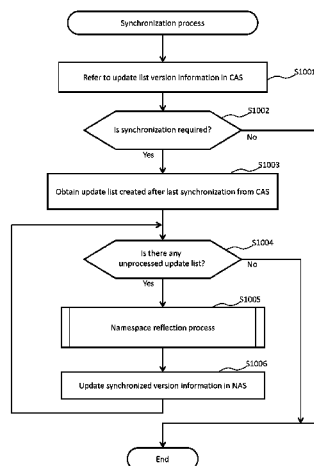 Synchronization process
S1001
Refer to update list version information in CAS
S1002
Is synchronization required?
No
Yes
S1003
Obtain update list created after last synchronization from CAS
S1004
Is there any
unprocessed update list?
No
Yes
S1005
Namespace reflection process
S1006
Update synchronized version information in NAS
End